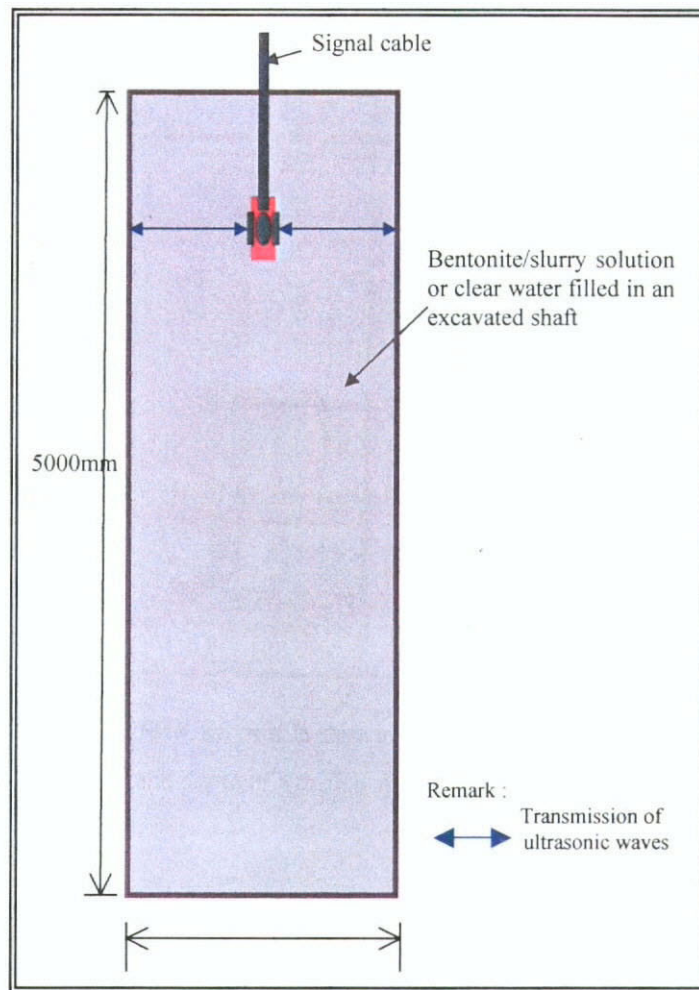 Signal cable
Bentonite/slurry solution
or clear water filled in an
excavated shaft
5000mm
Remark :
Transmission of
ultrasonic waves